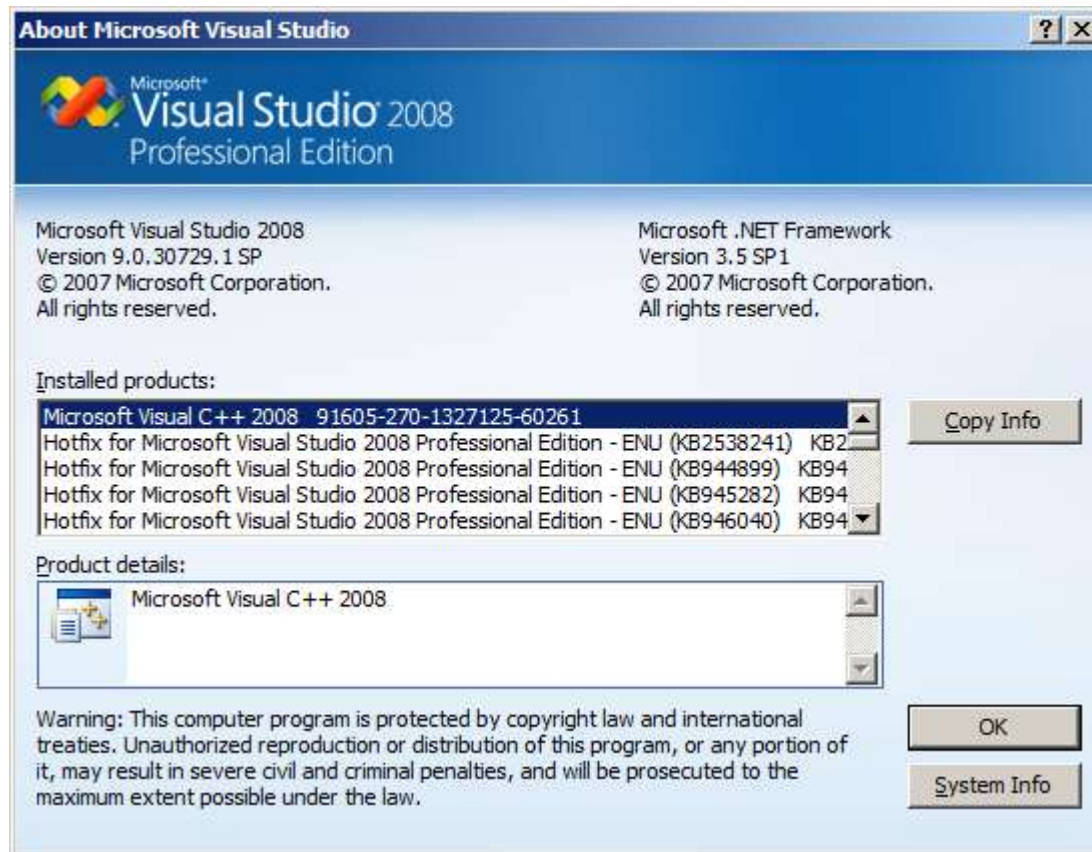 About Microsoft Visual Studio
Microsoft®
Visual Studio® 2008
Professional Edition
Microsoft Visual Studio 2008
Version 9.0.30729.1 SP
© 2007 Microsoft Corporation.
All rights reserved.
Microsoft .NET Framework
Version 3.5 SP1
© 2007 Microsoft Corporation.
All rights reserved.
Installed products:
Microsoft Visual C++ 2008 91605-270-1327125-60261
Hotfix for Microsoft Visual Studio 2008 Professional Edition - ENU (KB2538241) KB2
Hotfix for Microsoft Visual Studio 2008 Professional Edition - ENU (KB944899) KB94
Hotfix for Microsoft Visual Studio 2008 Professional Edition - ENU (KB945282) KB94
Hotfix for Microsoft Visual Studio 2008 Professional Edition - ENU (KB946040) KB94
Copy Info
Product details:
Microsoft Visual C++ 2008
Warning: This computer program is protected by copyright law and international
treaties. Unauthorized reproduction or distribution of this program, or any portion of
it, may result in severe civil and criminal penalties, and will be prosecuted to the
maximum extent possible under the law.
OK
System Info